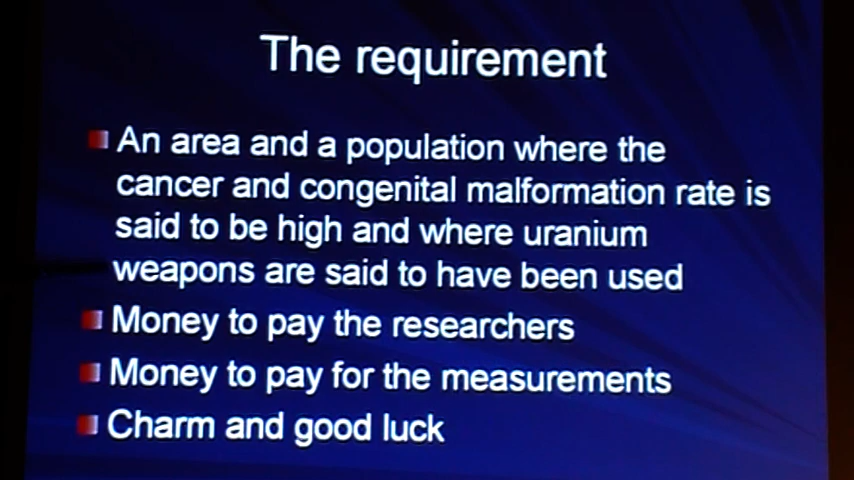 The requirement
An area and a population where the
cancer and congenital malformation rate is
said to be high and where uranium
weapons are said to have been used
Money to pay the researchers
Money to pay for the measurements
Charm and good luck